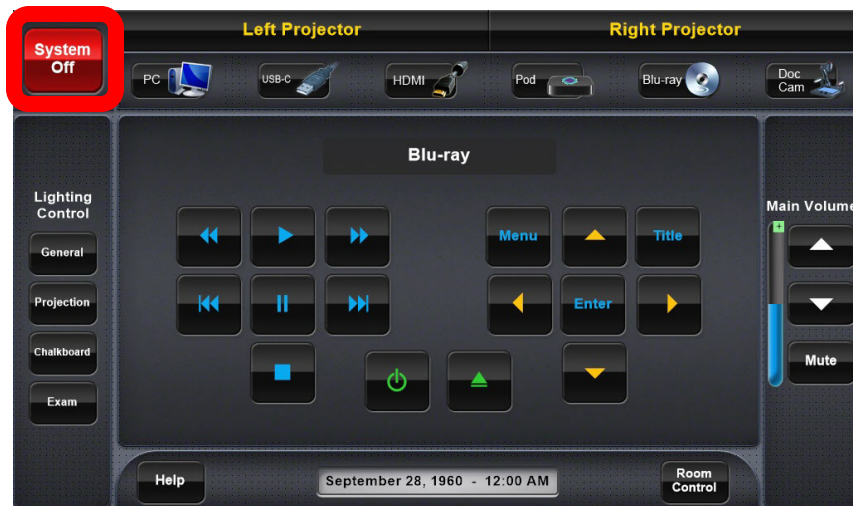 System
Off
Left Projector
Right Projector
PC
USB-C
HDMI
Pod
Blu-ray
Doc
Cam
Blu-ray
Lighting
Control
General
Projection
Chalkboard
Exam
Menu
Title
Enter
Main Volume
+
Mute
Help
September 28, 1960 - 12:00 AM
Room
Control